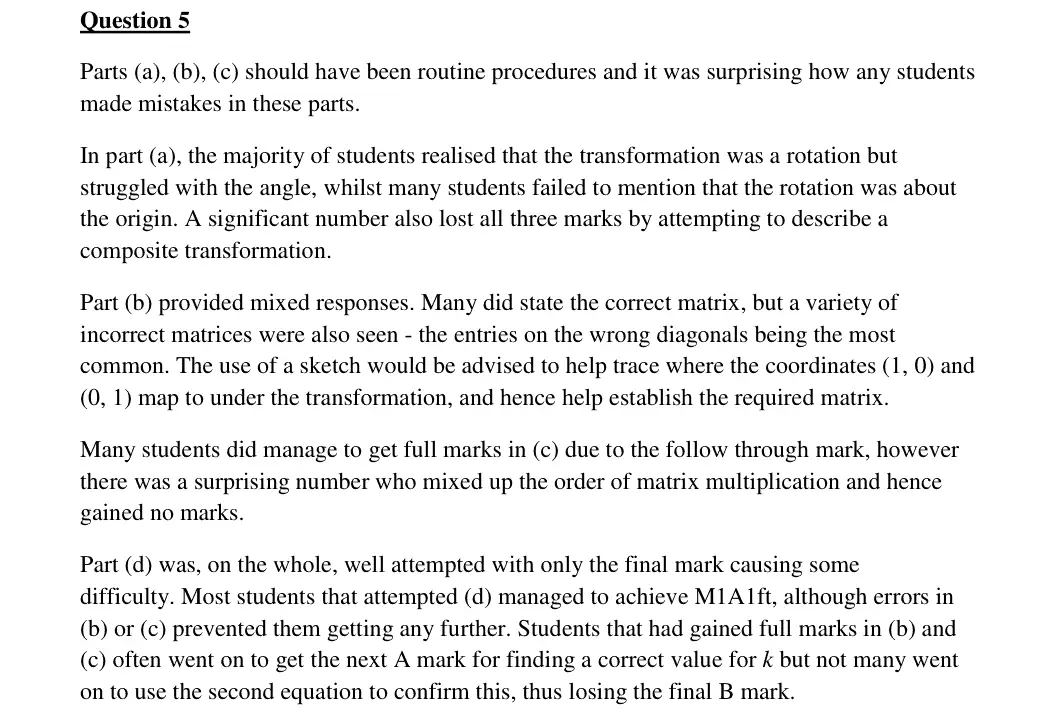 Question 5
Parts (a), (b), (c) should have been routine procedures and it was surprising how any students
made mistakes in these parts.
In part (a), the majority of students realised that the transformation was a rotation but
struggled with the angle, whilst many students failed to mention that the rotation was about
the origin. A significant number also lost all three marks by attempting to describe a
composite transformation.
Part (b) provided mixed responses. Many did state the correct matrix, but a variety of
incorrect matrices were also seen - the entries on the wrong diagonals being the most
common. The use of a sketch would be advised to help trace where the coordinates (1, 0) and
(0, 1) map to under the transformation, and hence help establish the required matrix.
Many students did manage to get full marks in (c) due to the follow through mark, however
there was a surprising number who mixed up the order of matrix multiplication and hence
gained no marks.
Part (d) was, on the whole, well attempted with only the final mark causing some
difficulty. Most students that attempted (d) managed to achieve M1A1ft, although errors in
(b) or (c) prevented them getting any further. Students that had gained full marks in (b) and
(c) often went on to get the next A mark for finding a correct value for k but not many went
on to use the second equation to confirm this, thus losing the final B mark.